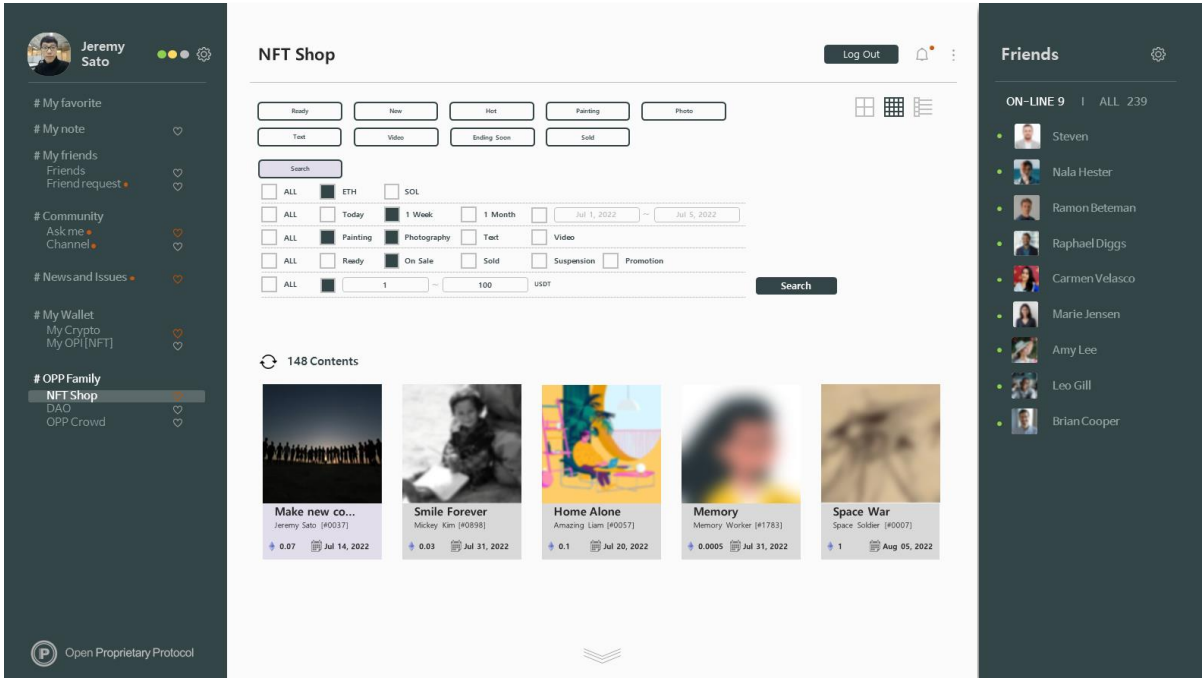 Jeremy
Sato
# My favorite
# My note
# My friends
Friends
Friend request
# Community
Ask me
Channel
# News and Issues
# My Wallet
My Crypto
My OPI [NFT]
# OPP Family
NFT Shop
DAO
OPP Crowd
Open Proprietary Protocol
NFT Shop
Log Out
Ready New Hot Painting Photo
Text Video Ending Soon Sold
Search
ALL ETH SOL
ALL Today 1 Week 1 Month Jul 1, 2022 ~ Jul 5, 2022
ALL Painting Photography Text Video
ALL Ready On Sale Sold Suspension Promotion
ALL 1 ~ 100 USDT Search
148 Contents
Make new co...
Jeremy Sato [#0037]
0.07 Jul 14, 2022
Smile Forever
Mickey Kim [#0898]
0.03 Jul 31, 2022
Home Alone
Amazing Liam [#0057]
0.1 Jul 20, 2022
Memory
Memory Worker [#1783]
0.0005 Jul 31, 2022
Space War
Space Soldier [#0007]
1 Aug 05, 2022
Friends
ON-LINE 9 | ALL 239
Steven
Nala Hester
Ramon Beteman
Raphael Diggs
Carmen Velasco
Marie Jensen
Amy Lee
Leo Gill
Brian Cooper